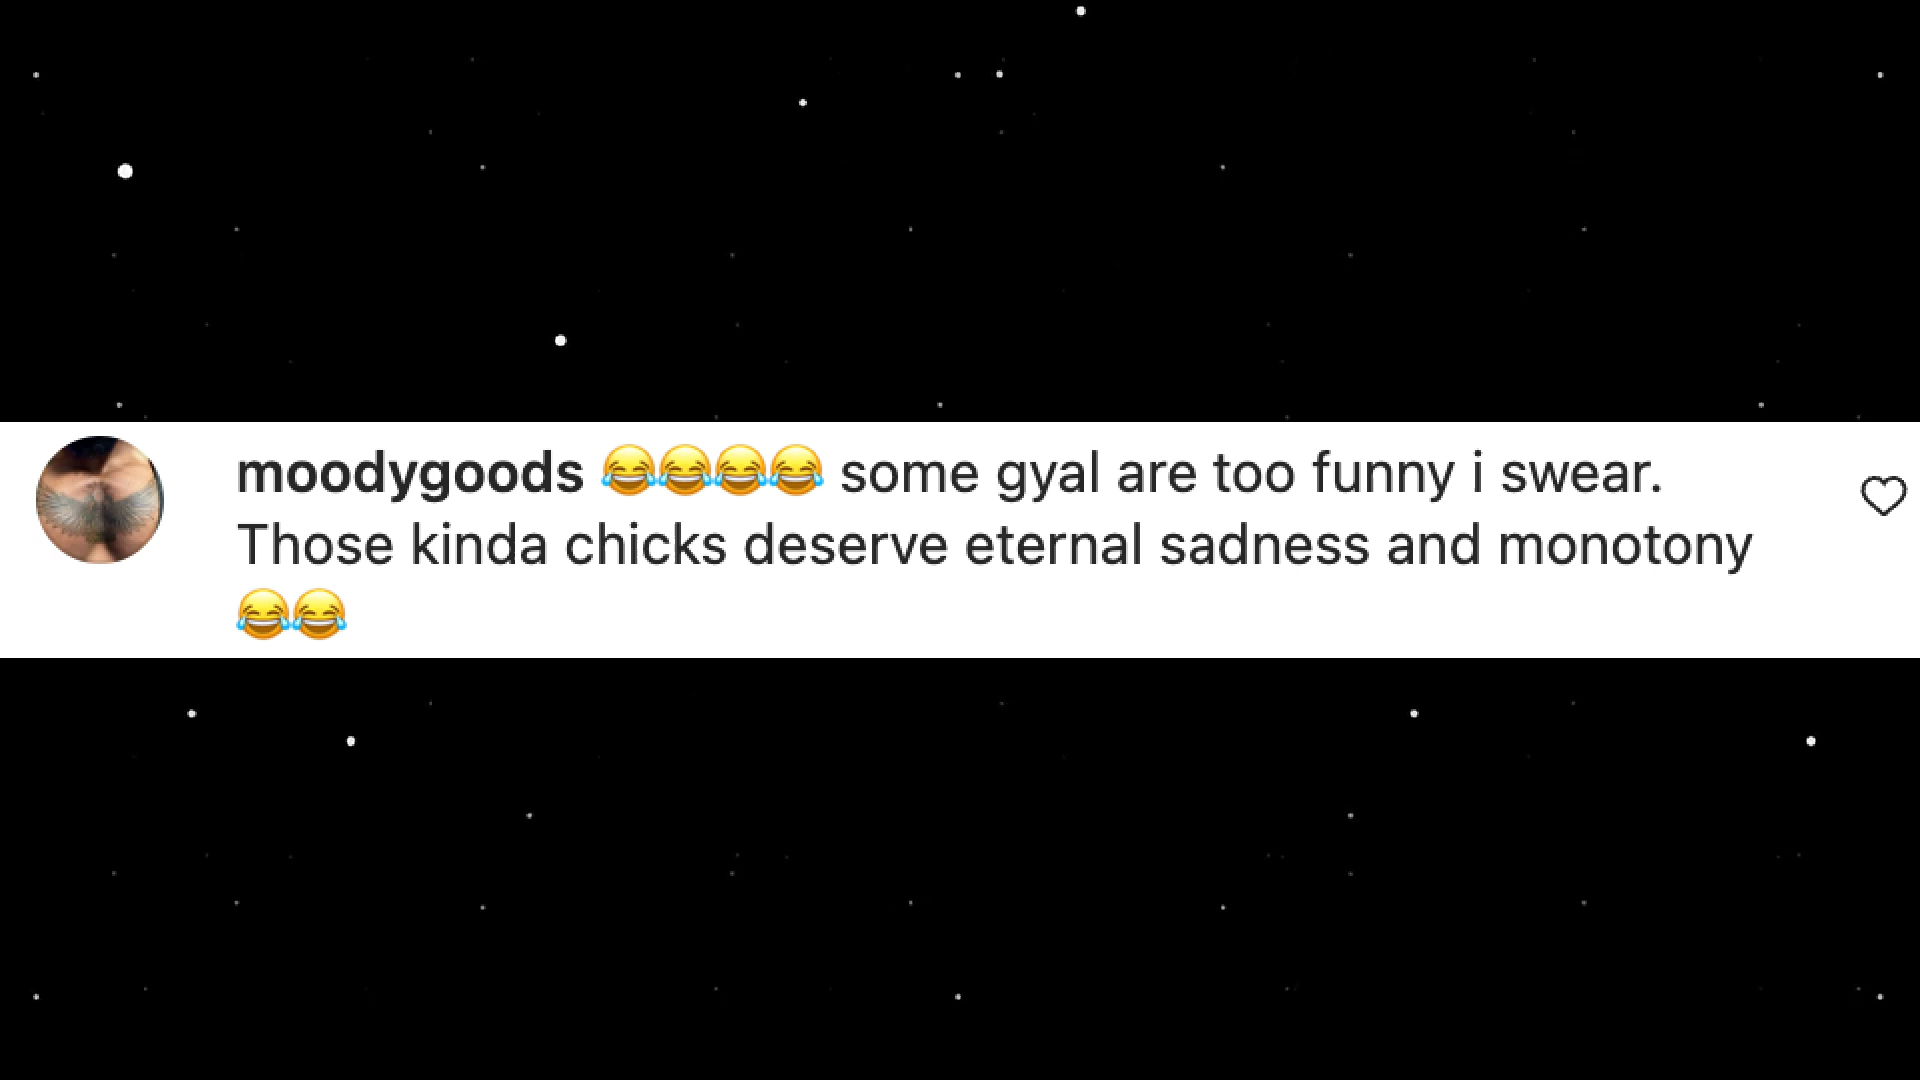 moodygoods 😂😂😂😂 some gyal are too funny i swear.
Those kinda chicks deserve eternal sadness and monotony
😂😂